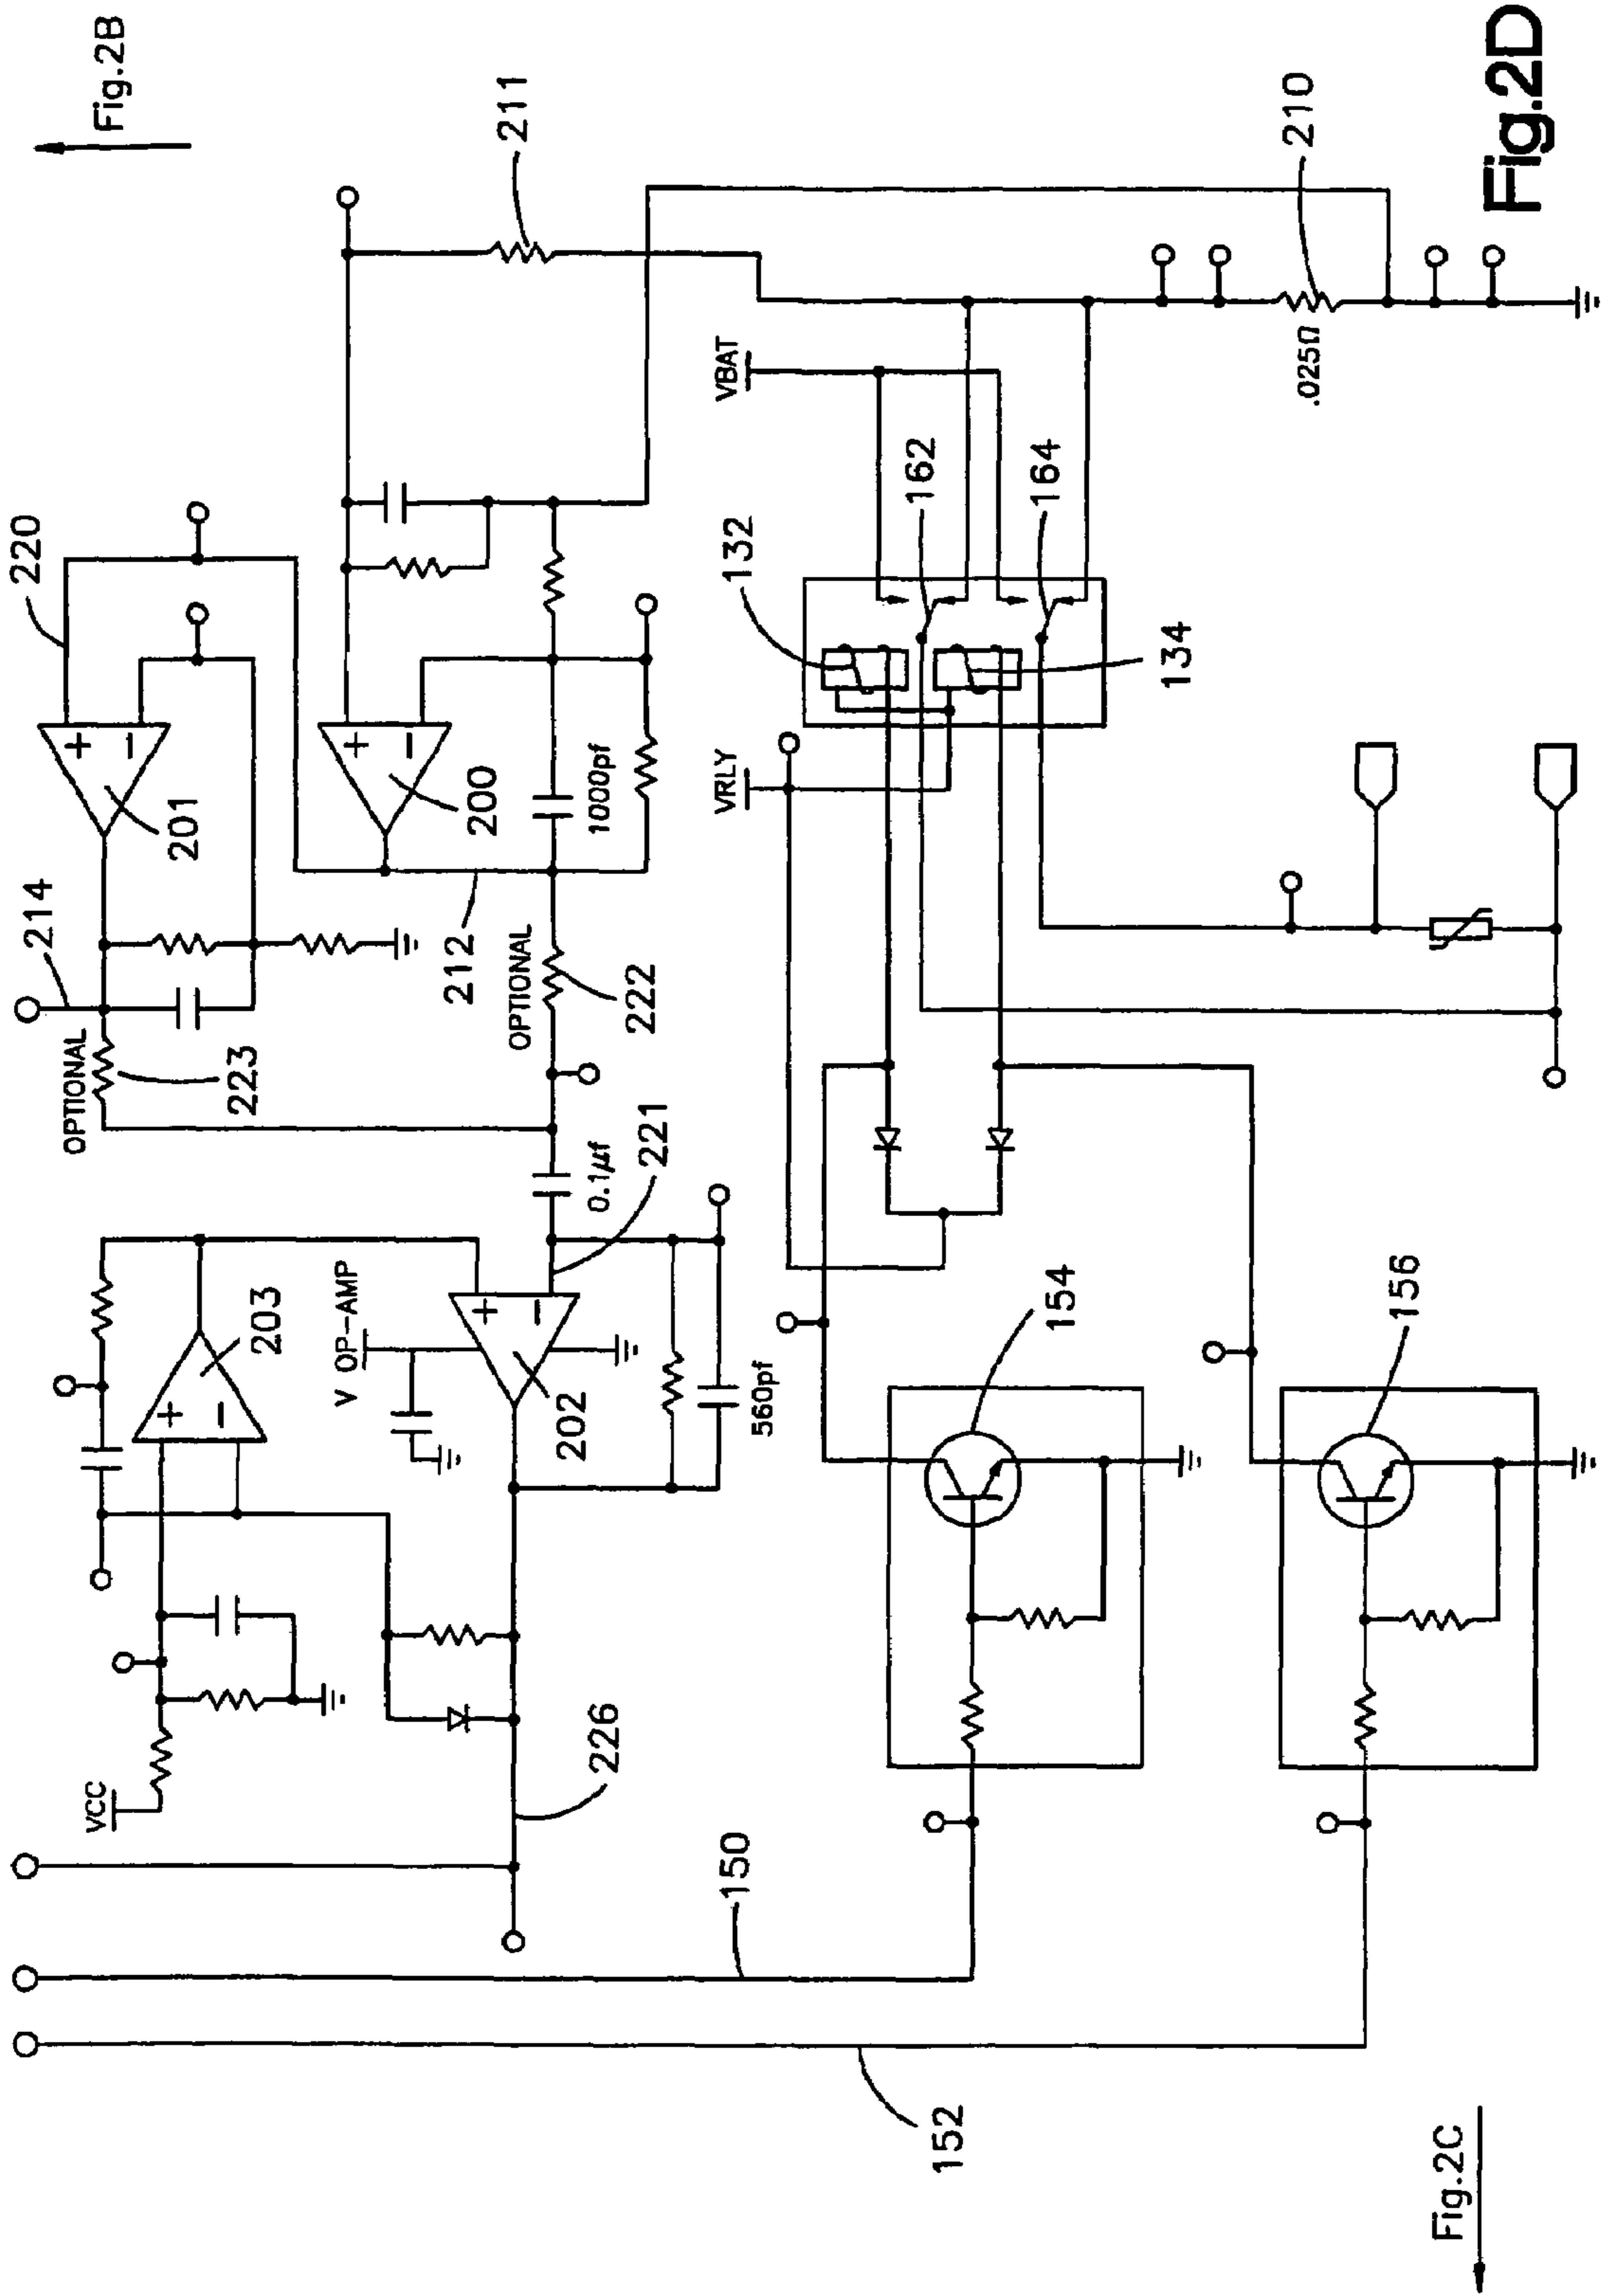 Fig.2B
211
220
214
201
200
212
1000pf
OPTIONAL
OPTIONAL
222
223
221
0.1µf
203
V OP-AMP
202
560pf
VCC
226
150
152
VBAT
162
164
132
134
VRLY
.025Ω
210
154
156
+
-
+
-
+
-
+
-
Fig.2C
Fig.2D